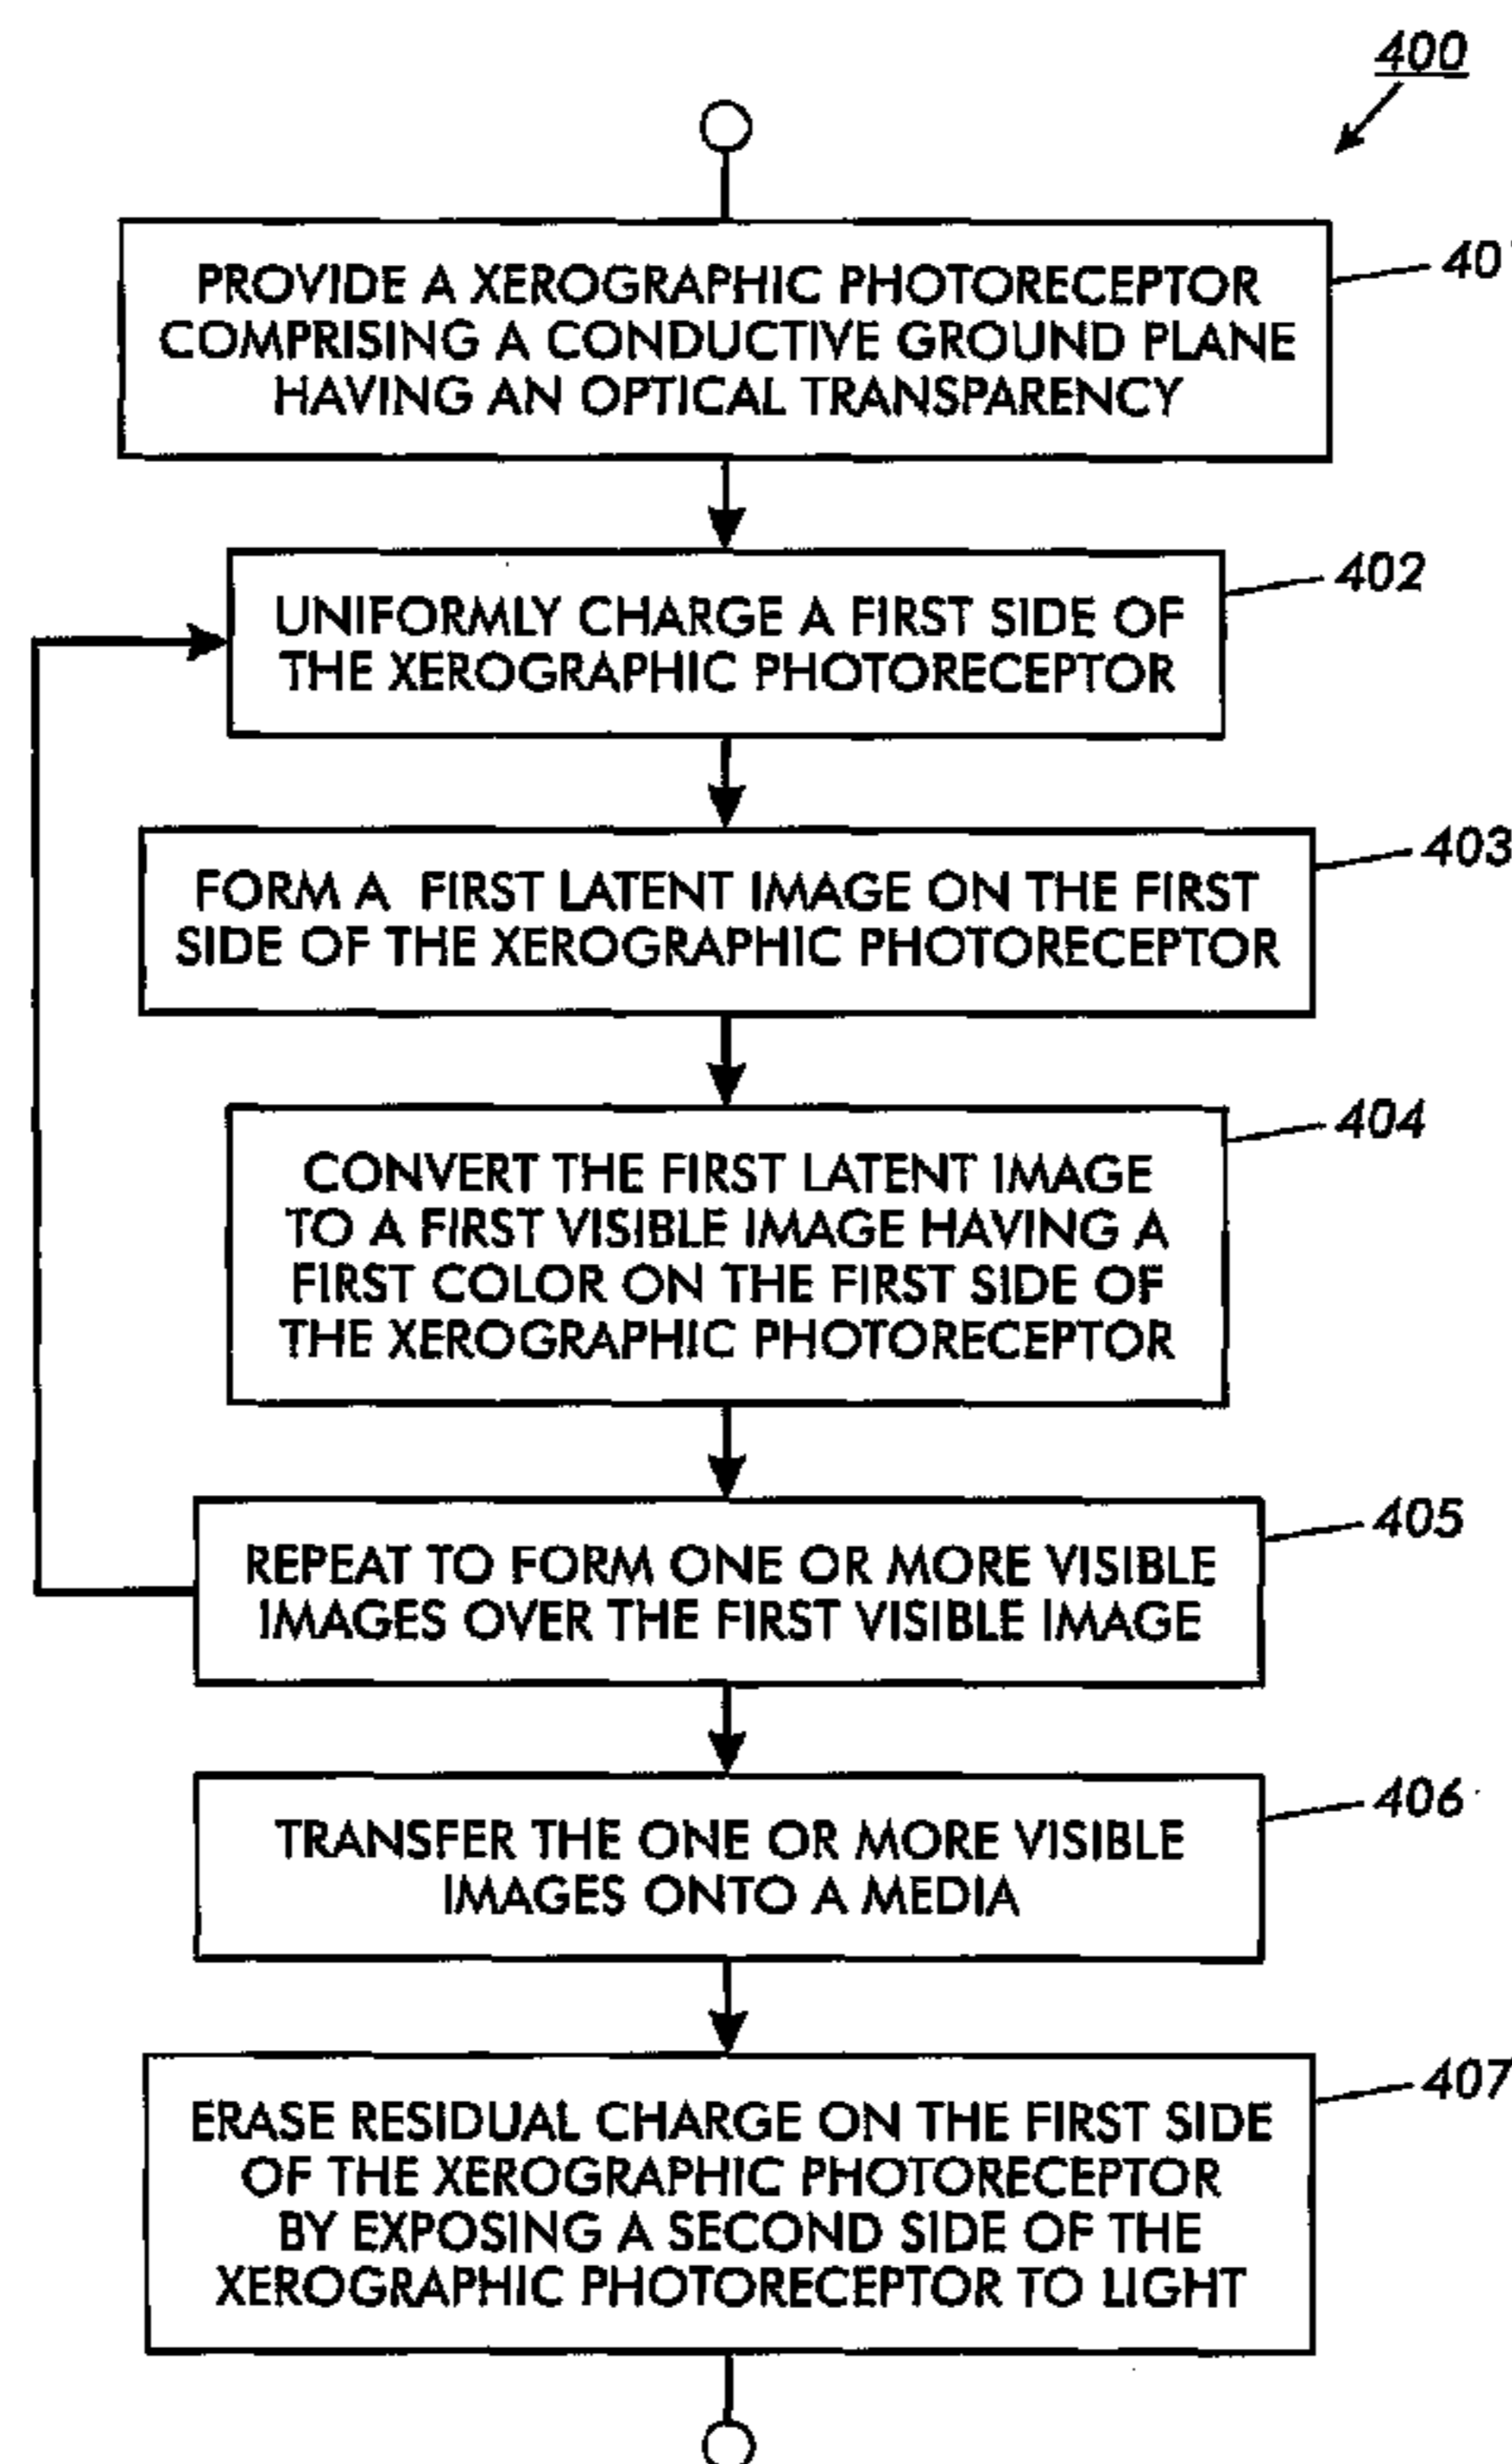 400
PROVIDE A XEROGRAPHIC PHOTORECEPTOR
COMPRISING A CONDUCTIVE GROUND PLANE
HAVING AN OPTICAL TRANSPARENCY
UNIFORMLY CHARGE A FIRST SIDE OF
THE XEROGRAPHIC PHOTORECEPTOR
402
FORM A FIRST LATENT IMAGE ON THE FIRST
SIDE OF THE XEROGRAPHIC PHOTORECEPTOR
403
CONVERT THE FIRST LATENT IMAGE
TO A FIRST VISIBLE IMAGE HAVING A
FIRST COLOR ON THE FIRST SIDE OF
THE XEROGRAPHIC PHOTORECEPTOR
404
REPEAT TO FORM ONE OR MORE VISIBLE
IMAGES OVER THE FIRST VISIBLE IMAGE
405
TRANSFER THE ONE OR MORE VISIBLE
IMAGES ONTO A MEDIA
406
ERASE RESIDUAL CHARGE ON THE FIRST SIDE
OF THE XEROGRAPHIC PHOTORECEPTOR
BY EXPOSING A SECOND SIDE OF THE
XEROGRAPHIC PHOTORECEPTOR TO LIGHT
407